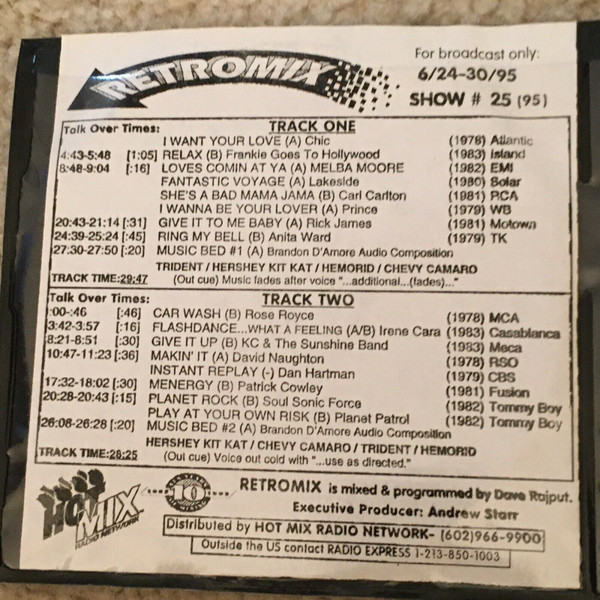 RETROMIX
For broadcast only:
6/24-30/95
SHOW # 25 (95)
Talk Over Times: TRACK ONE
I WANT YOUR LOVE (A) Chic (1978) Atlantic
4:43-5:48 [1:05] RELAX (B) Frankie Goes To Hollywood (1983) Island
8:48-9:04 [:16] LOVES COMIN AT YA (A) MELBA MOORE (1982) EMI
FANTASTIC VOYAGE (A) Lakeside (1980) Solar
SHE'S A BAD MAMA JAMA (B) Carl Carlton (1981) RCA
I WANNA BE YOUR LOVER (A) Prince (1979) WB
20:43-21:14 [:31] GIVE IT TO ME BABY (A) Rick James (1981) Motown
24:39-25:24 [:45] RING MY BELL (B) Anita Ward (1979) TK
27:30-27:50 [:20] MUSIC BED #1 (A) Brandon D'Amore Audio Composition
TRIDENT / HERSHEY KIT KAT / HEMORID / CHEVY CAMARO
TRACK TIME:29:47 (Out cue) Music fades after voice "...additional...(fades)..."
Talk Over Times: TRACK TWO
:00-:46 [:46] CAR WASH (B) Rose Royce (1978) MCA
3:42-3:57 [:16] FLASHDANCE...WHAT A FEELING (A/B) Irene Cara (1983) Casablanca
8:21-8:51 [:30] GIVE IT UP (B) KC & The Sunshine Band (1983) Meca
10:47-11:23 [:36] MAKIN' IT (A) David Naughton (1978) RSO
INSTANT REPLAY (-) Dan Hartman (1979) CBS
17:32-18:02 [:30] MENERGY (B) Patrick Cowley (1981) Fusion
20:28-20:43 [:15] PLANET ROCK (B) Soul Sonic Force (1982) Tommy Boy
PLAY AT YOUR OWN RISK (B) Planet Patrol (1982) Tommy Boy
26:08-26:28 [:20] MUSIC BED #2 (A) Brandon D'Amore Audio Composition
HERSHEY KIT KAT / CHEVY CAMARO / TRIDENT / HEMORID
TRACK TIME:28:25 (Out cue) Voice out cold with "...use as directed."
HOT MIX
RADIO NETWORK
10
RETROMIX is mixed & programmed by Dave Rajput.
Executive Producer: Andrew Starr
Distributed by HOT MIX RADIO NETWORK- (602)966-9900
Outside the US contact RADIO EXPRESS 1-213-850-1003